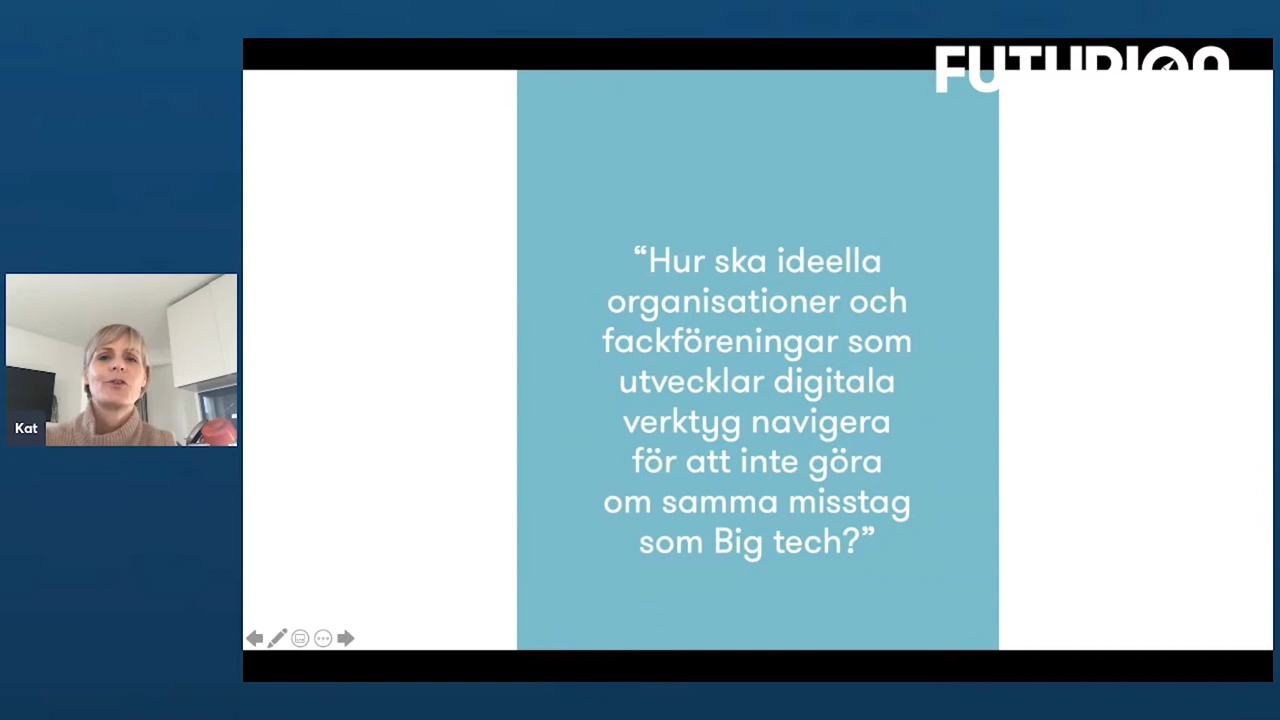 FUTURION
“Hur ska ideella
organisationer och
fackföreningar som
utvecklar digitala
verktyg navigera
för att inte göra
om samma misstag
som Big tech?”
Kat